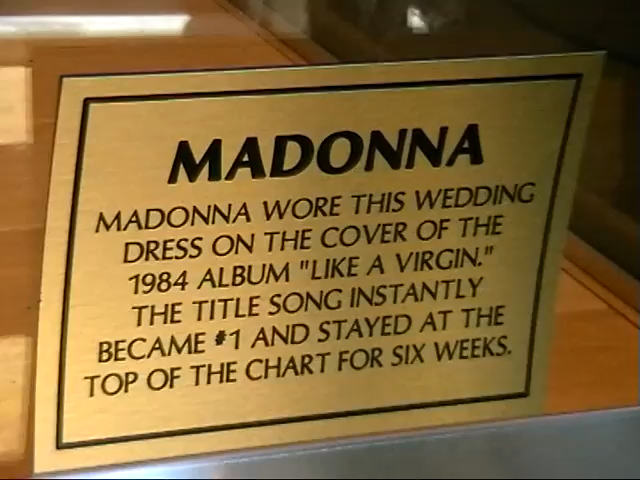 MADONNA
MADONNA WORE THIS WEDDING
DRESS ON THE COVER OF THE
1984 ALBUM "LIKE A VIRGIN."
THE TITLE SONG INSTANTLY
BECAME #1 AND STAYED AT THE
TOP OF THE CHART FOR SIX WEEKS.